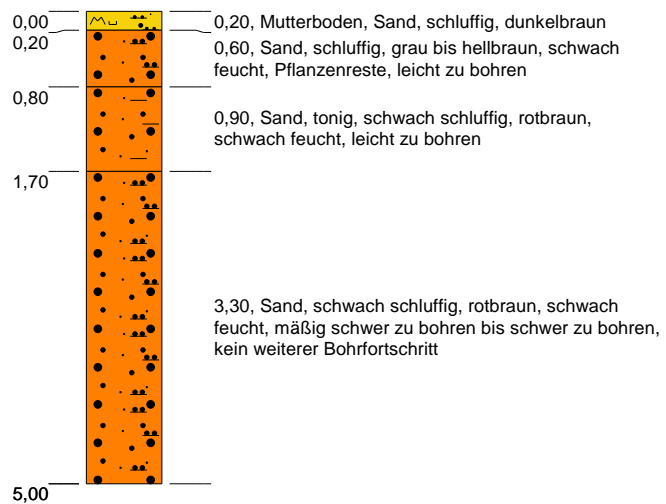 0,00
0,20, Mutterboden, Sand, schluffig, dunkelbraun
0,20
0,60, Sand, schluffig, grau bis hellbraun, schwach
feucht, Pflanzenreste, leicht zu bohren
0,80
0,90, Sand, tonig, schwach schluffig, rotbraun,
schwach feucht, leicht zu bohren
1,70
3,30, Sand, schwach schluffig, rotbraun, schwach
feucht, mäßig schwer zu bohren bis schwer zu bohren,
kein weiterer Bohrfortschritt
5,00